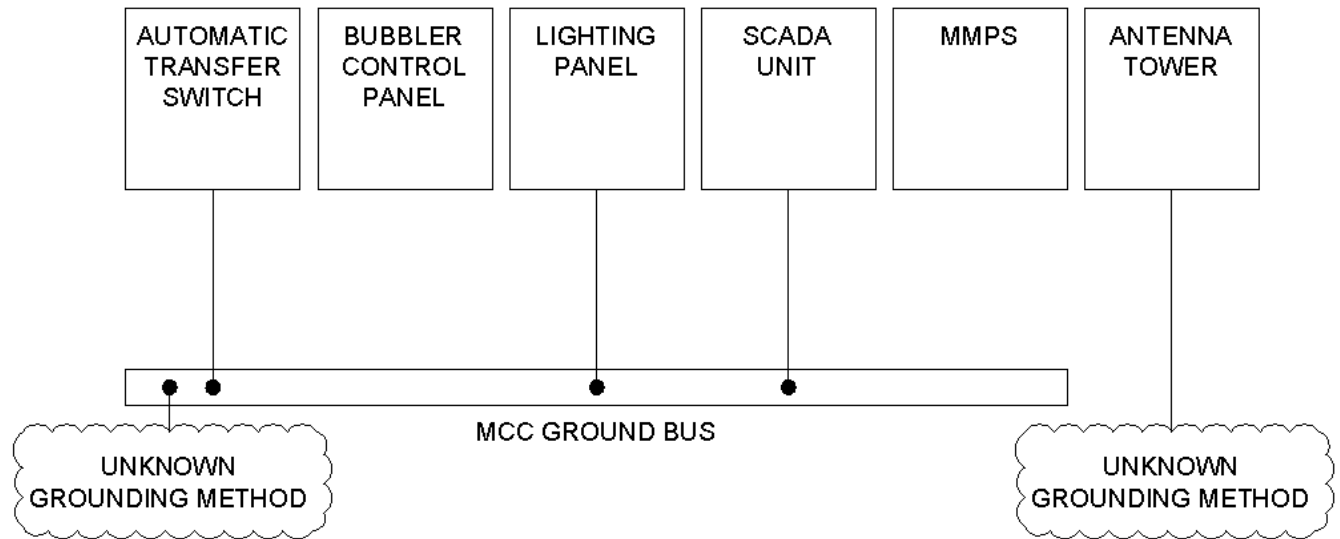 AUTOMATIC
TRANSFER
SWITCH
BUBBLER
CONTROL
PANEL
LIGHTING
PANEL
SCADA
UNIT
MMPS
ANTENNA
TOWER
MCC GROUND BUS
UNKNOWN
GROUNDING METHOD
UNKNOWN
GROUNDING METHOD